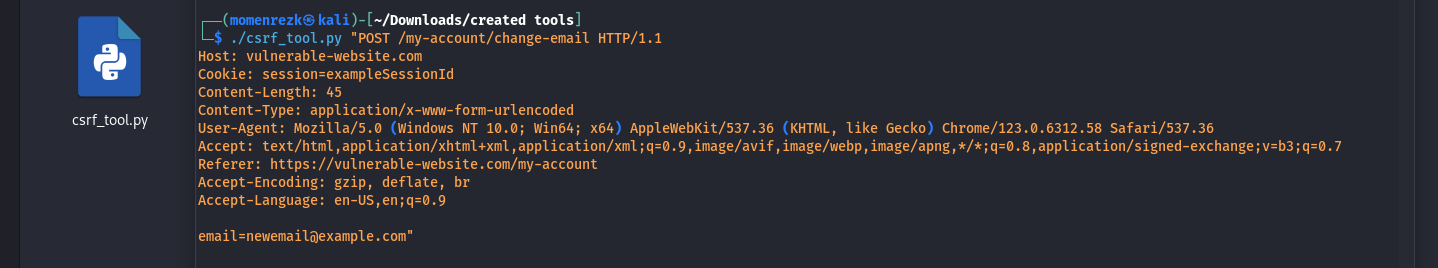 ┌──(momenrezk㉿kali)-[~/Downloads/created tools]
└─$ ./csrf_tool.py "POST /my-account/change-email HTTP/1.1
Host: vulnerable-website.com
Cookie: session=exampleSessionId
Content-Length: 45
Content-Type: application/x-www-form-urlencoded
User-Agent: Mozilla/5.0 (Windows NT 10.0; Win64; x64) AppleWebKit/537.36 (KHTML, like Gecko) Chrome/123.0.6312.58 Safari/537.36
Accept: text/html,application/xhtml+xml,application/xml;q=0.9,image/avif,image/webp,image/apng,*/*;q=0.8,application/signed-exchange;v=b3;q=0.7
Referer: https://vulnerable-website.com/my-account
Accept-Encoding: gzip, deflate, br
Accept-Language: en-US,en;q=0.9
email=newemail@example.com"
csrf_tool.py